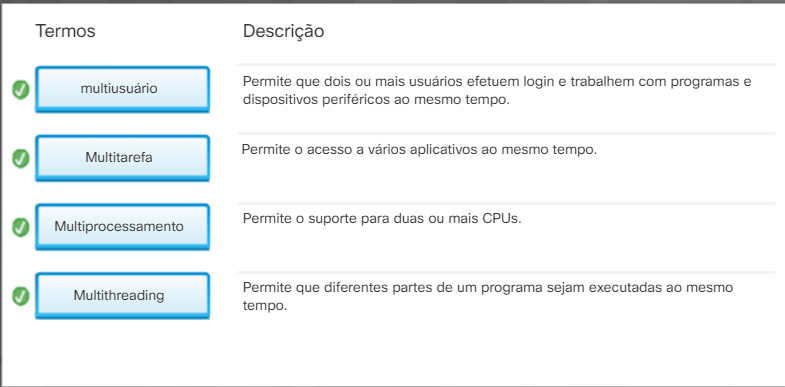 Termos Descrição
multiusuário
Permite que dois ou mais usuários efetuem login e trabalhem com programas e
dispositivos periféricos ao mesmo tempo.
Multitarefa
Permite o acesso a vários aplicativos ao mesmo tempo.
Multiprocessamento
Permite o suporte para duas ou mais CPUs.
Multithreading
Permite que diferentes partes de um programa sejam executadas ao mesmo
tempo.